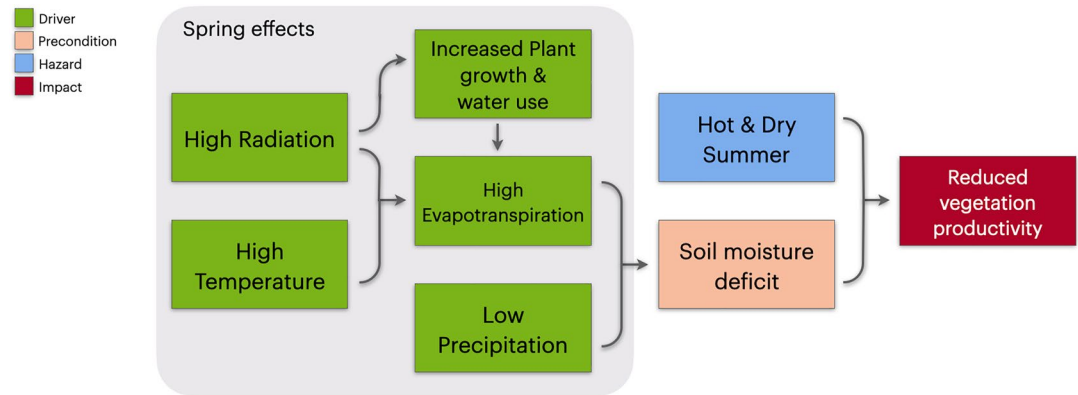 Driver
Precondition
Hazard
Impact
Spring effects
Increased Plant
growth &
water use
High Radiation
High
Evapotranspiration
High
Temperature
Low
Precipitation
Hot & Dry
Summer
Soil moisture
deficit
Reduced
vegetation
productivity